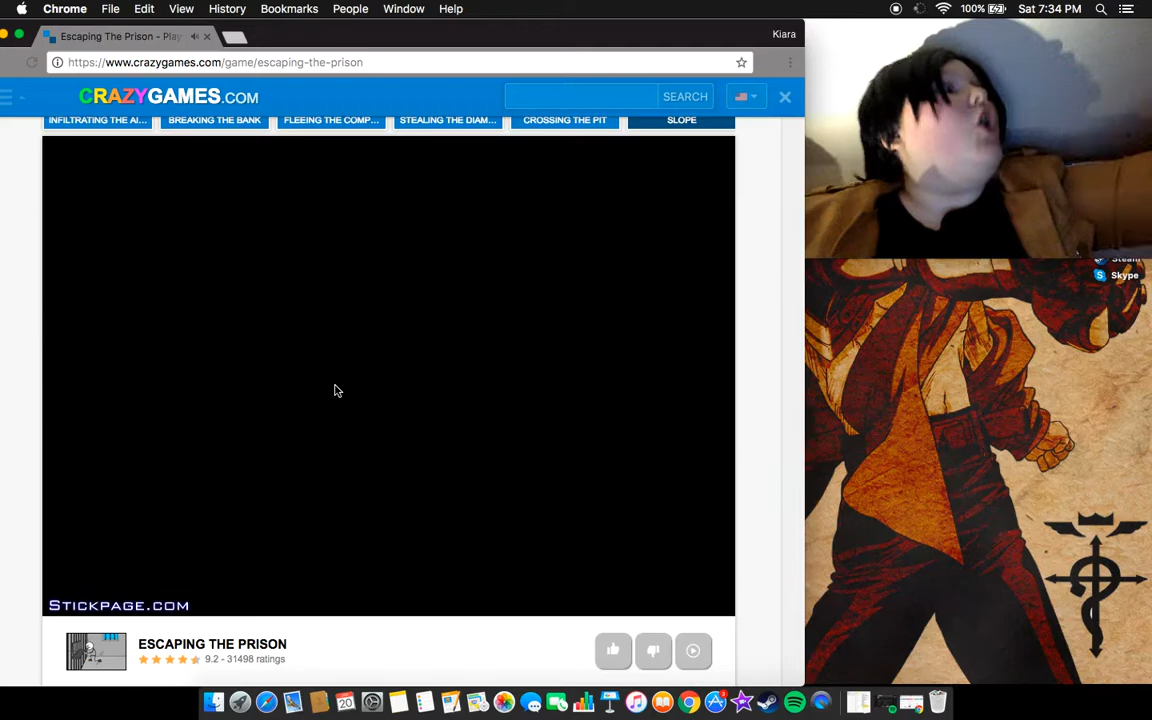 Chrome File Edit View History Bookmarks People Window Help 100% Sat 7:34 PM
Escaping The Prison - Play Kiara
https://www.crazygames.com/game/escaping-the-prison
CRAZYGAMES.COM SEARCH
INFILTRATING THE AI... BREAKING THE BANK FLEEING THE COMP... STEALING THE DIAM... CROSSING THE PIT SLOPE
Steam
Skype
STICKPAGE.COM
ESCAPING THE PRISON
9.2 - 31498 ratings
20